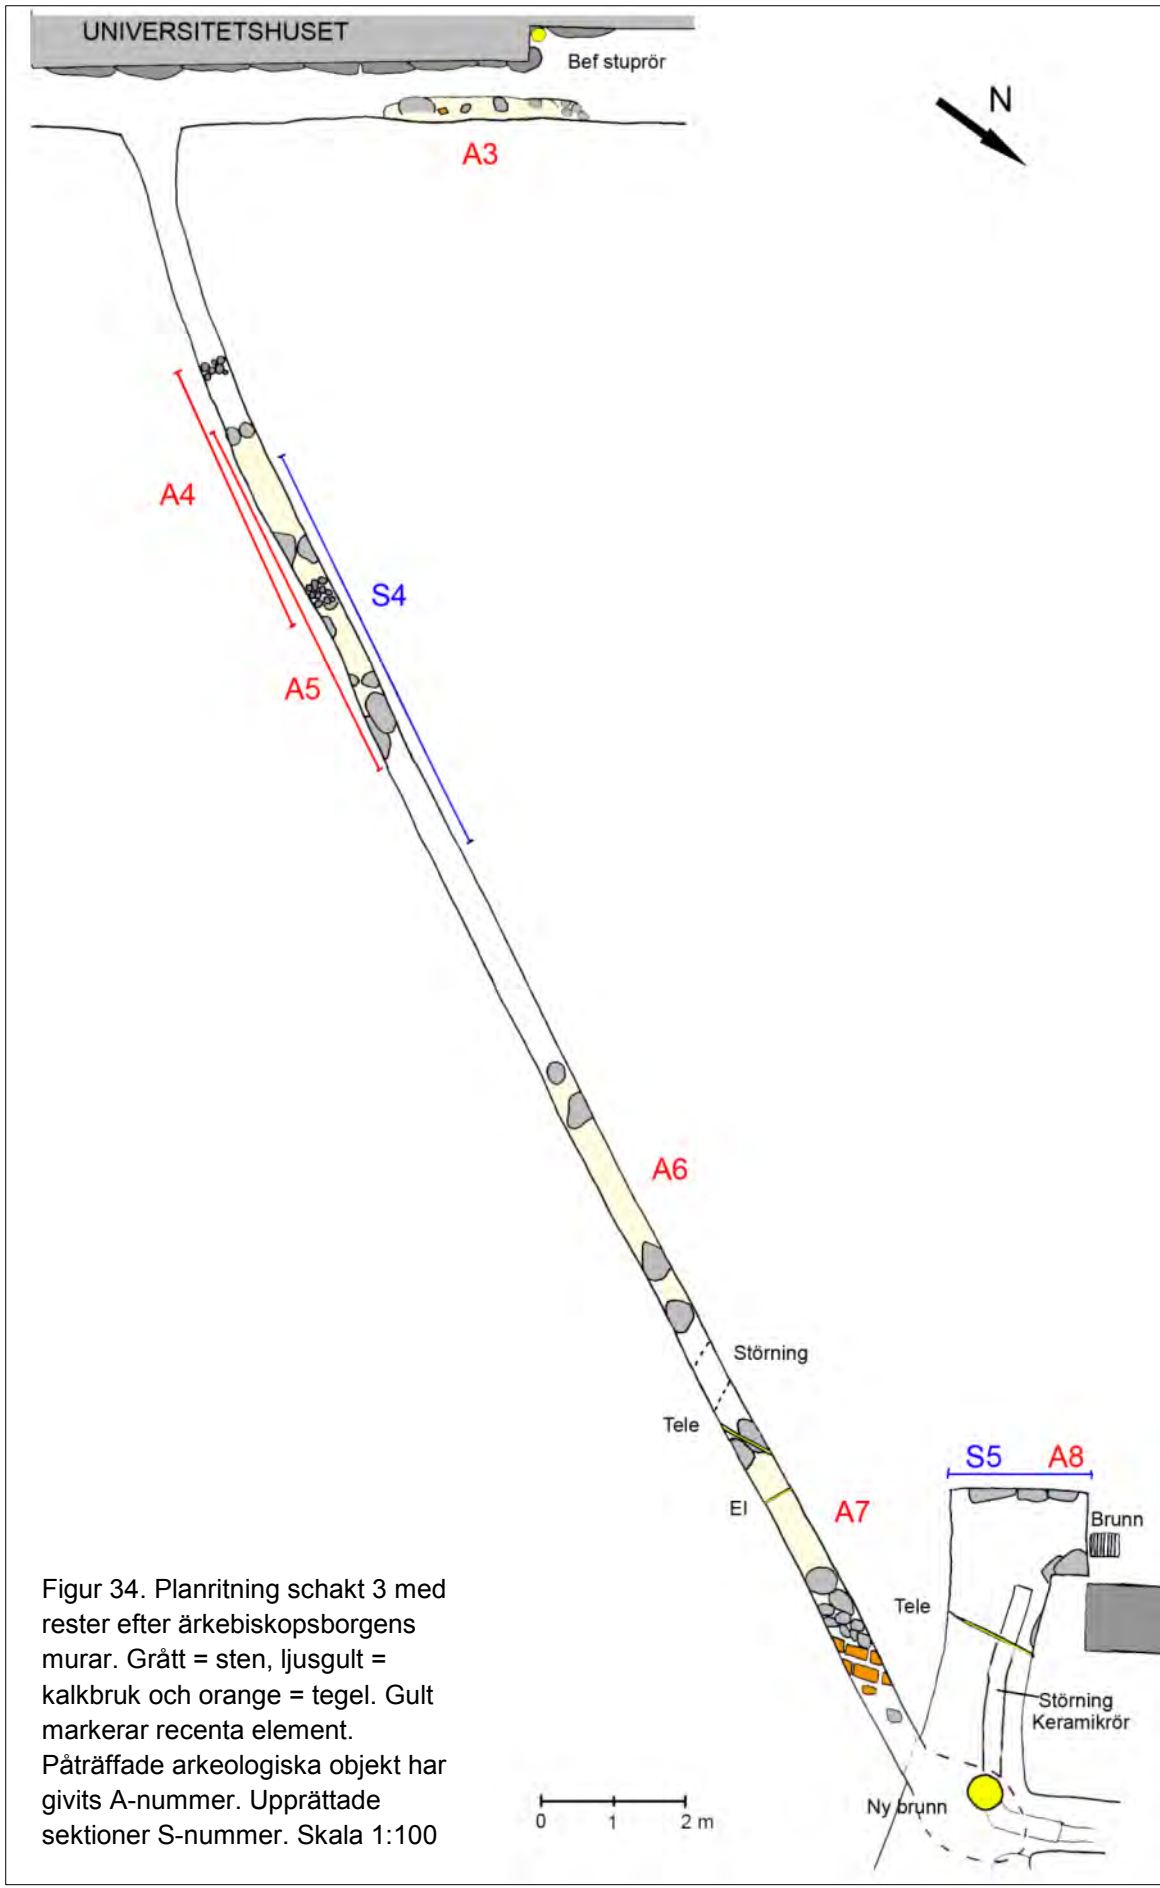 UNIVERSITETSHUSET
Bef stuprör
N
A3
A4
S4
A5
A6
Störning
Tele
S5 A8
El
A7
Brunn
Tele
Störning
Keramikrör
Ny brunn
0 1 2 m
Figur 34. Planritning schakt 3 med
rester efter ärkebiskopsborgens
murar. Grått = sten, ljusgult =
kalkbruk och orange = tegel. Gult
markerar recenta element.
Påträffade arkeologiska objekt har
givits A-nummer. Upprättade
sektioner S-nummer. Skala 1:100